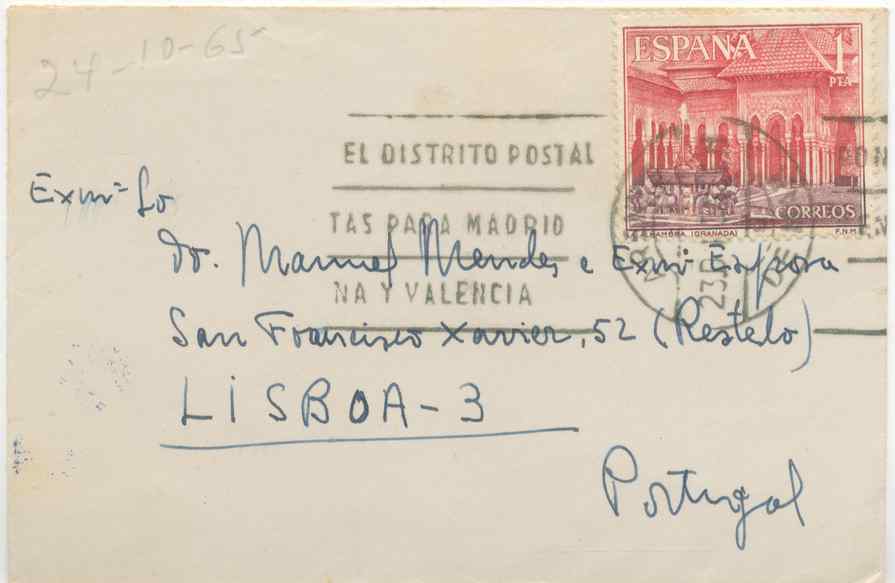 24-10-65
ESPAÑA
1
PTA
CORREOS
ALHAMBRA (GRANADA)
F.N.M.T.
EL DISTRITO POSTAL
TAS PARA MADRID
NA Y VALENCIA
Exmº So
Dr. Manuel Mendes e Exmª Esposa
San Francisco Xavier, 52 (Restelo)
LISBOA-3
Portugal